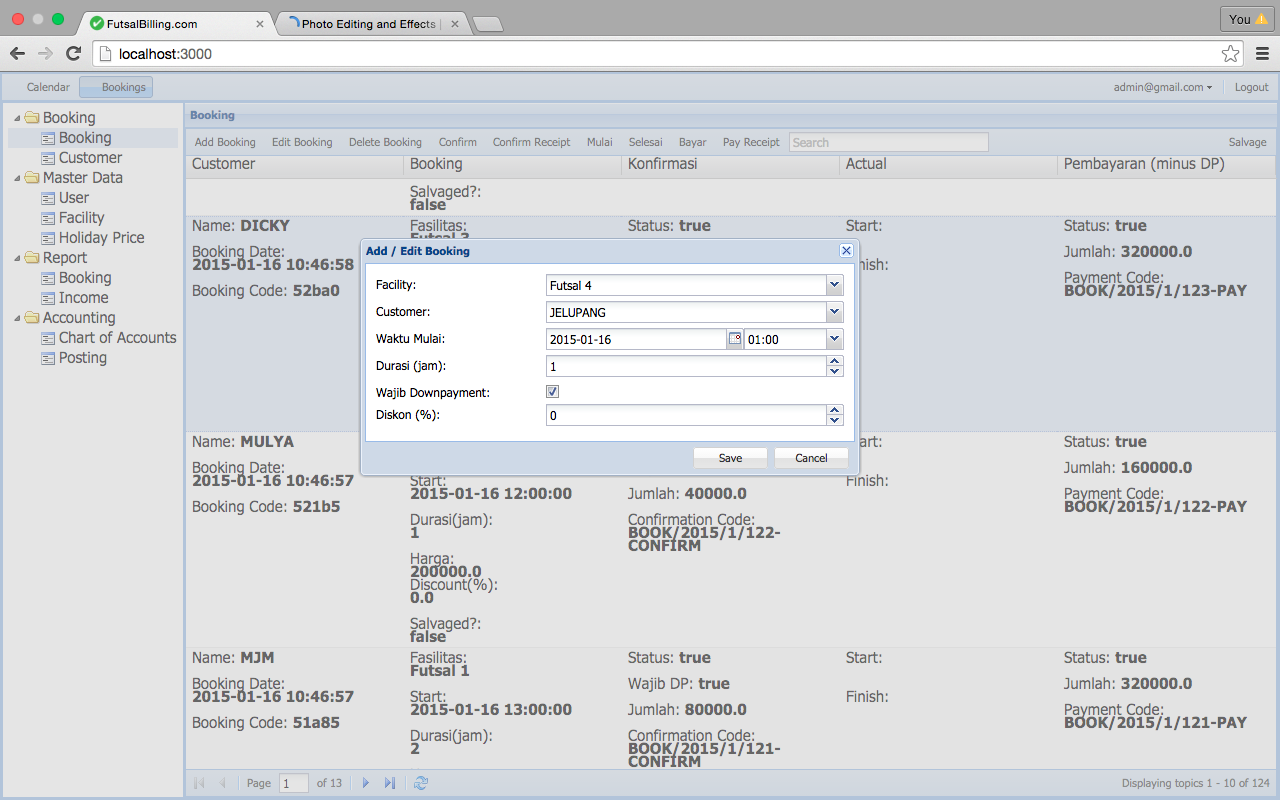 FutsalBilling.com
Photo Editing and Effects |
You
localhost:3000
Calendar
Bookings
admin@gmail.com
Logout
Booking
Booking
Customer
Master Data
User
Facility
Holiday Price
Report
Booking
Income
Accounting
Chart of Accounts
Posting
Booking
Add Booking Edit Booking Delete Booking Confirm Confirm Receipt Mulai Selesai Bayar Pay Receipt Search Salvage
Customer Booking Konfirmasi Actual Pembayaran (minus DP)
Salvaged?:
false
Name: DICKY
Booking Date:
2015-01-16 10:46:58
Booking Code: 52ba0
Fasilitas:
Status: true
Start:
Status: true
Jumlah: 320000.0
Payment Code:
BOOK/2015/1/123-PAY
Add / Edit Booking
Facility: Futsal 4
Customer: JELUPANG
Waktu Mulai: 2015-01-16 01:00
Durasi (jam): 1
Wajib Downpayment:
Diskon (%): 0
Save Cancel
Name: MULYA
Booking Date:
2015-01-16 10:46:57
Booking Code: 521b5
Start:
2015-01-16 12:00:00
Durasi(jam):
1
Harga:
200000.0
Discount(%):
0.0
Salvaged?:
false
Jumlah: 40000.0
Confirmation Code:
BOOK/2015/1/122-
CONFIRM
Finish:
Status: true
Jumlah: 160000.0
Payment Code:
BOOK/2015/1/122-PAY
Name: MJM
Booking Date:
2015-01-16 10:46:57
Booking Code: 51a85
Fasilitas:
Futsal 1
Start:
2015-01-16 13:00:00
Durasi(jam):
2
Status: true
Wajib DP: true
Jumlah: 80000.0
Confirmation Code:
BOOK/2015/1/121-
CONFIRM
Start:
Finish:
Status: true
Jumlah: 320000.0
Payment Code:
BOOK/2015/1/121-PAY
Page 1 of 13
Displaying topics 1 - 10 of 124